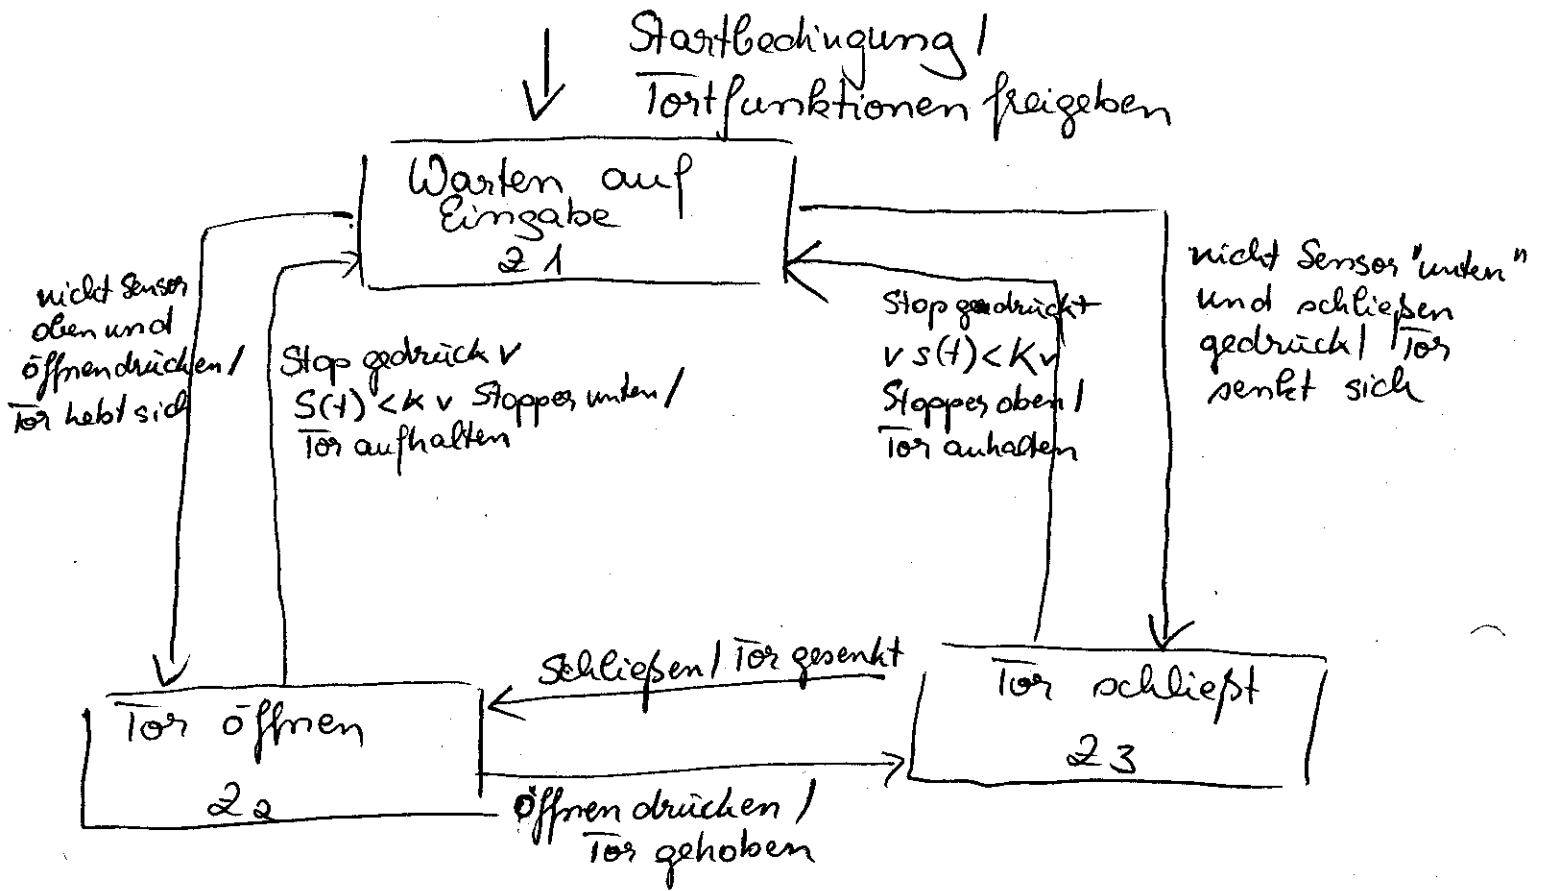 Startbedingung /
Tortfunktionen freigeben
Warten auf
Eingabe
Z 1
nicht Sensor
oben und
öffnen drücken /
Tor hebt sich
Stop gedrück v
S(t) < K v Stopper unten /
Tor aufhalten
Stop gedrückt
v s(t) < K v
Stopper oben /
Tor anhalten
nicht Sensor "unten"
und schließen
gedrück / Tor
senkt sich
Schließen / Tor gesenkt
Tor öffnen
Z 2
Tor schließt
Z 3
Öffnen drücken /
Tor gehoben